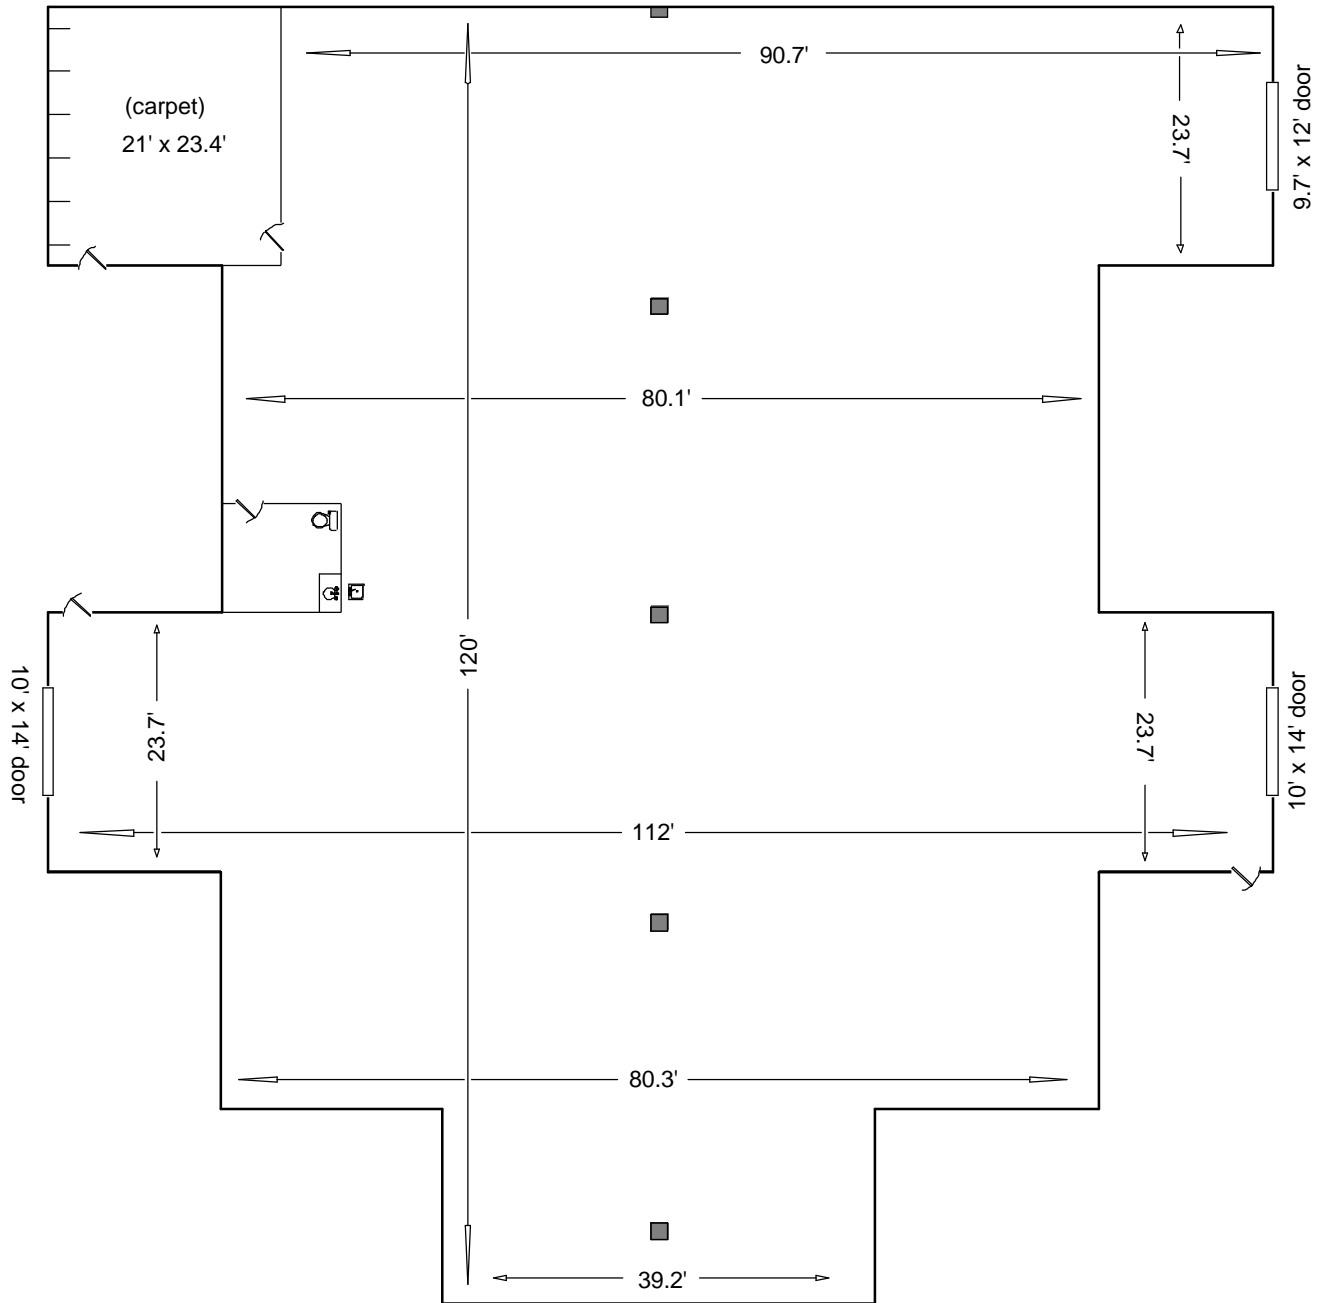 90.7'
(carpet)
21' x 23.4'
23.7'
9.7' x 12' door
80.1'
120'
10' x 14' door
23.7'
23.7'
10' x 14' door
112'
80.3'
39.2'